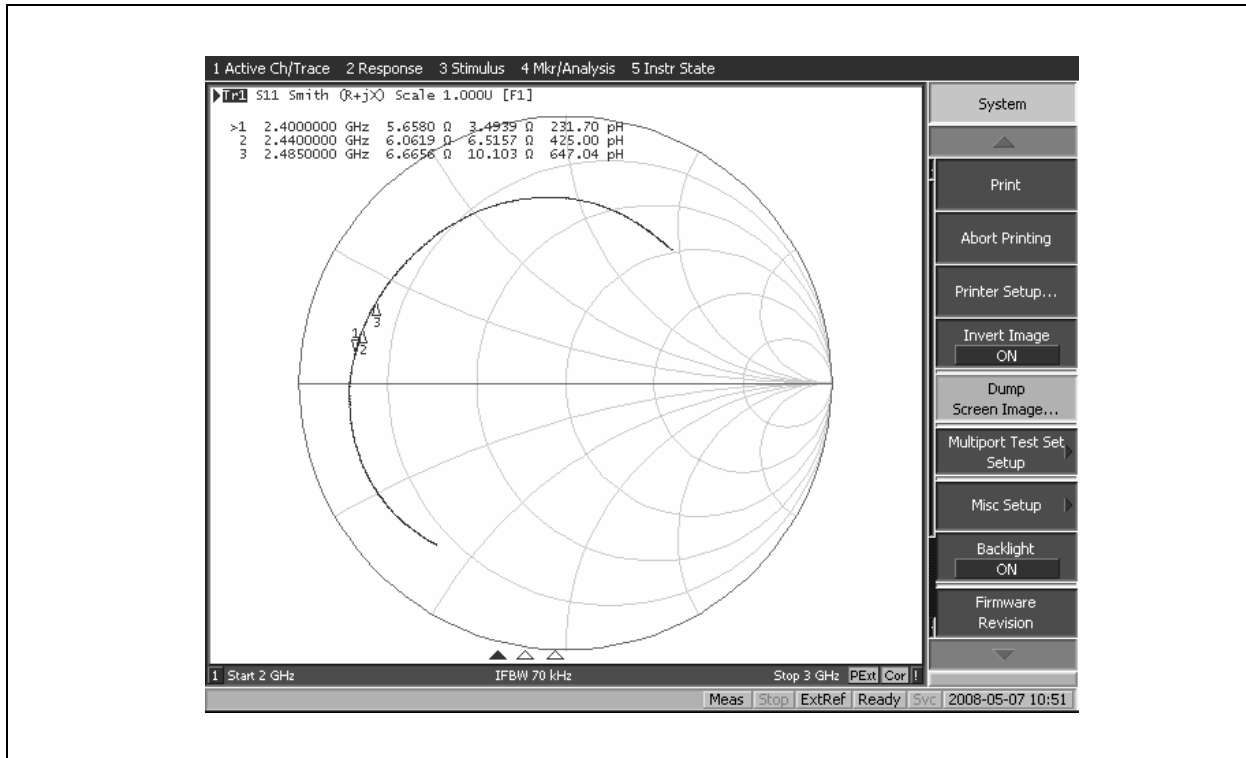 1 Active Ch/Trace 2 Response 3 Stimulus 4 Mkr/Analysis 5 Instr State
Tr1 S11 Smith (R+jX) Scale 1.000U [F1]
>1 2.4000000 GHz 5.6580 Ω 3.4939 Ω 231.70 pH
2 2.4400000 GHz 6.0619 Ω 6.5157 Ω 425.00 pH
3 2.4850000 GHz 6.6656 Ω 10.103 Ω 647.04 pH
1
2
3
1 Start 2 GHz IFBW 70 kHz Stop 3 GHz PExt Cor !
Meas Stop ExtRef Ready Svc 2008-05-07 10:51
System
Print
Abort Printing
Printer Setup...
Invert Image
ON
Dump
Screen Image...
Multiport Test Set
Setup
Misc Setup
Backlight
ON
Firmware
Revision